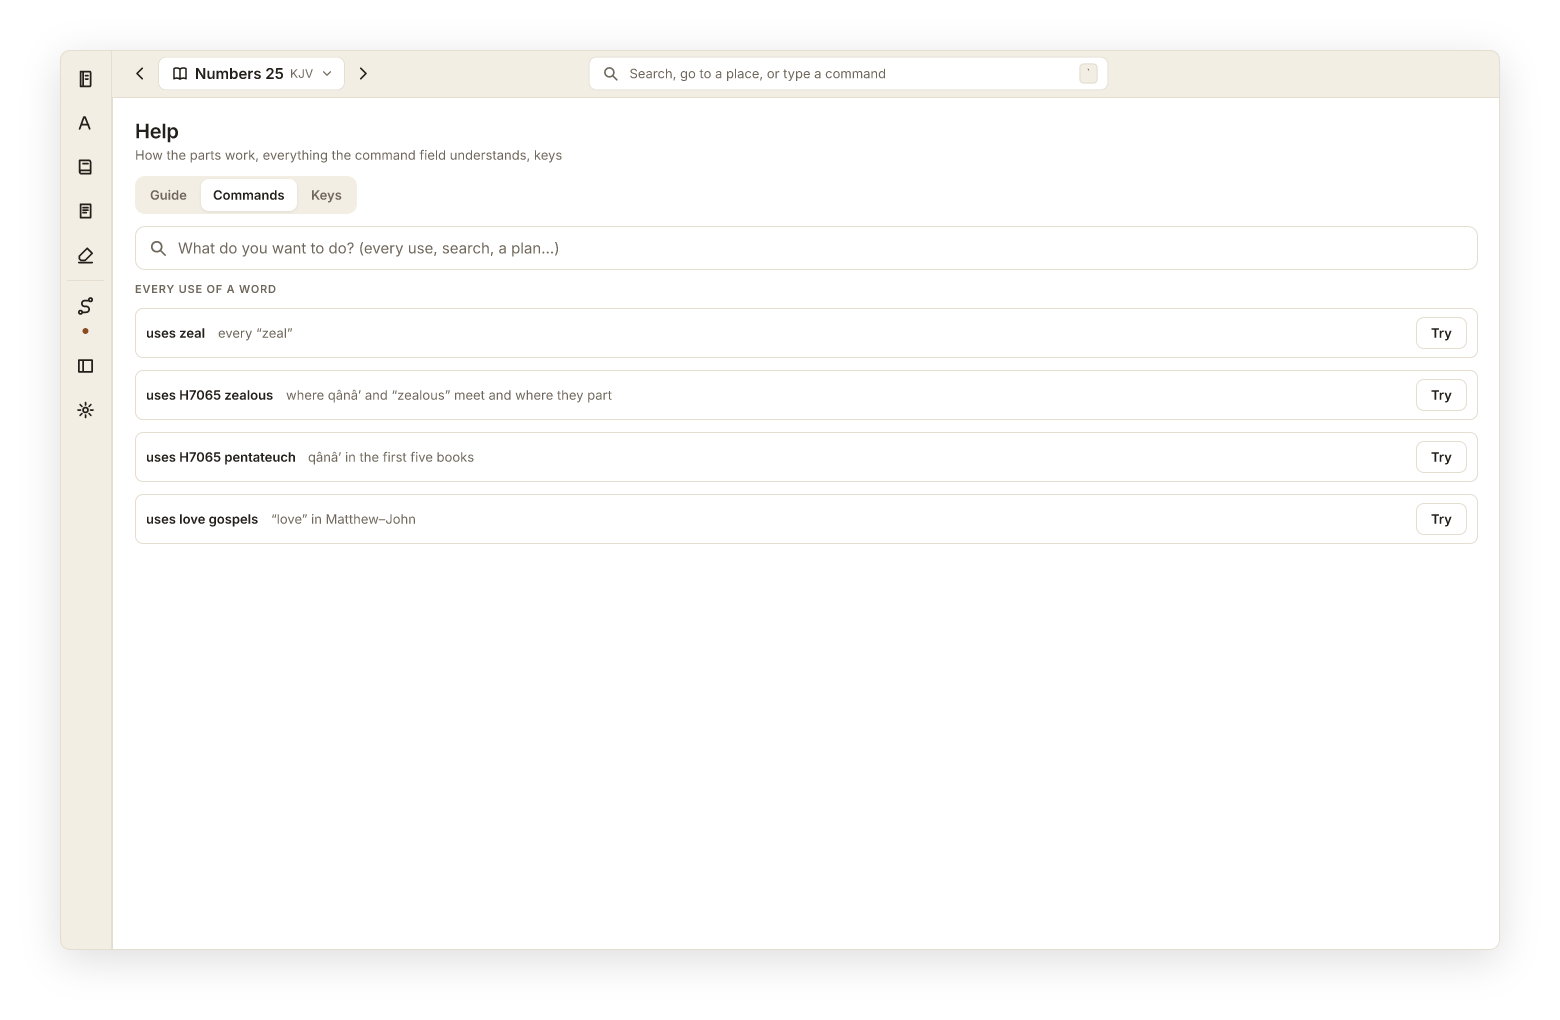 Numbers 25 KJV
Search, go to a place, or type a command
Help
How the parts work, everything the command field understands, keys
Guide Commands Keys
What do you want to do? (every use, search, a plan…)
EVERY USE OF A WORD
uses zeal every “zeal” Try
uses H7065 zealous where qânâʼ and “zealous” meet and where they part Try
uses H7065 pentateuch qânâʼ in the first five books Try
uses love gospels “love” in Matthew–John Try